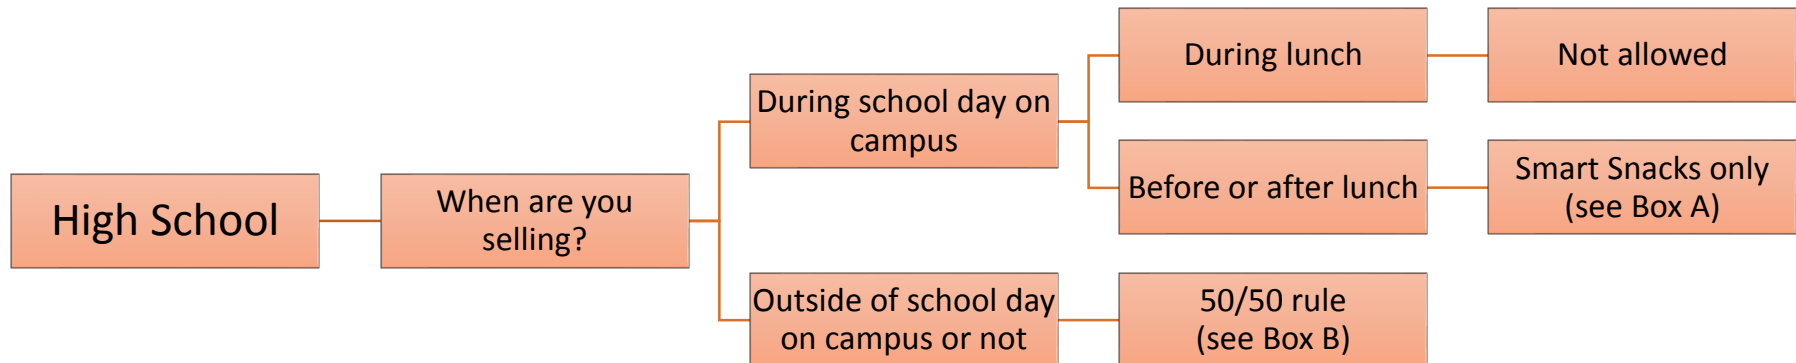 High School
When are you
selling?
During school day on
campus
During lunch
Not allowed
Before or after lunch
Smart Snacks only
(see Box A)
Outside of school day
on campus or not
50/50 rule
(see Box B)